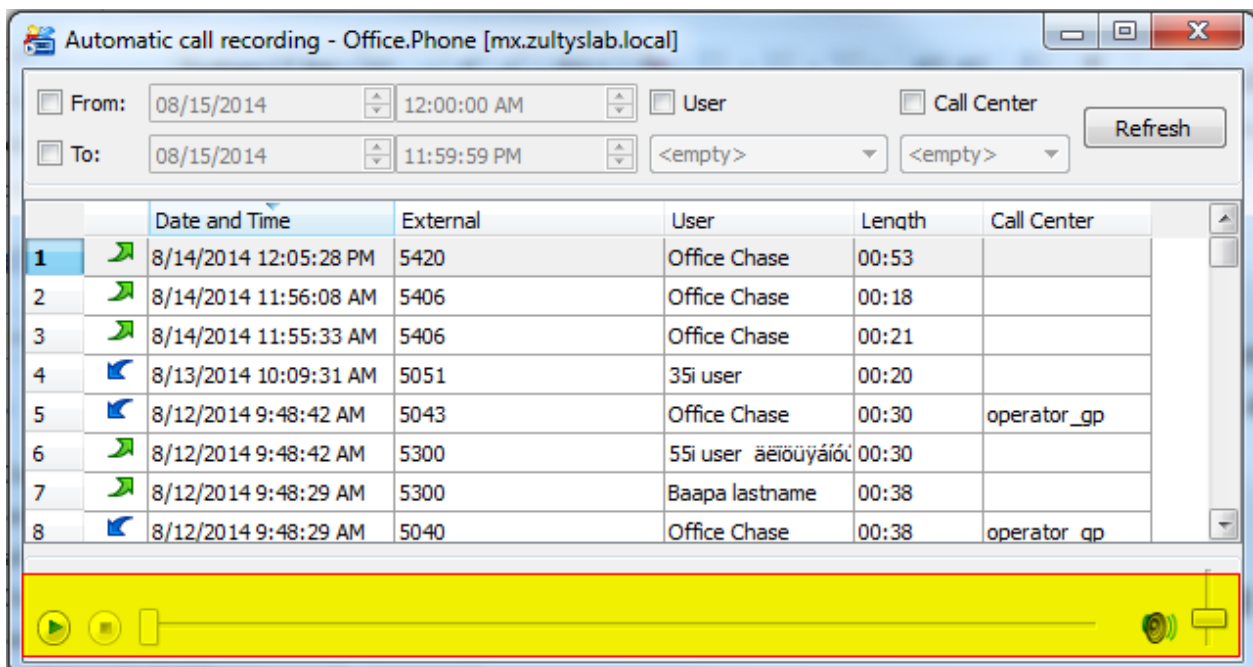 Automatic call recording - Office.Phone [mx.zultyslab.local]
From: 08/15/2014 12:00:00 AM User Call Center
Refresh
To: 08/15/2014 11:59:59 PM <empty> <empty>
Date and Time External User Length Call Center
1 8/14/2014 12:05:28 PM 5420 Office Chase 00:53
2 8/14/2014 11:56:08 AM 5406 Office Chase 00:18
3 8/14/2014 11:55:33 AM 5406 Office Chase 00:21
4 8/13/2014 10:09:31 AM 5051 35i user 00:20
5 8/12/2014 9:48:42 AM 5043 Office Chase 00:30 operator_gp
6 8/12/2014 9:48:42 AM 5300 55i user 00:30
7 8/12/2014 9:48:29 AM 5300 Baapa lastname 00:38
8 8/12/2014 9:48:29 AM 5040 Office Chase 00:38 operator_gp